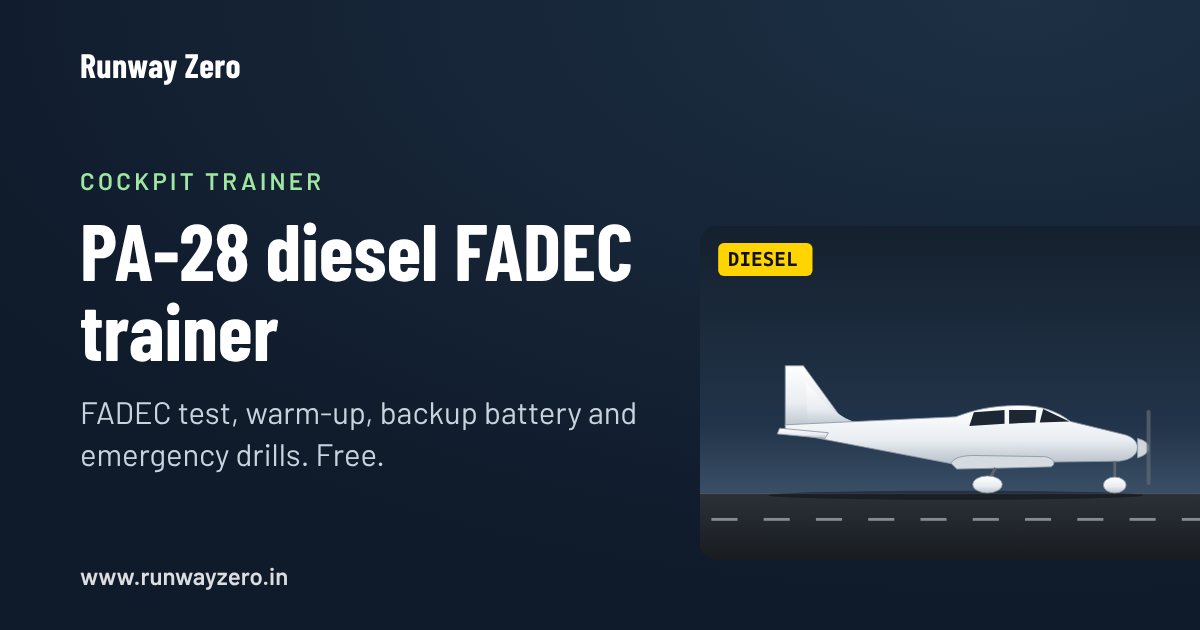 Runway Zero
COCKPIT TRAINER
PA-28 diesel FADEC
trainer
FADEC test, warm-up, backup battery and
emergency drills. Free.
DIESEL
www.runwayzero.in